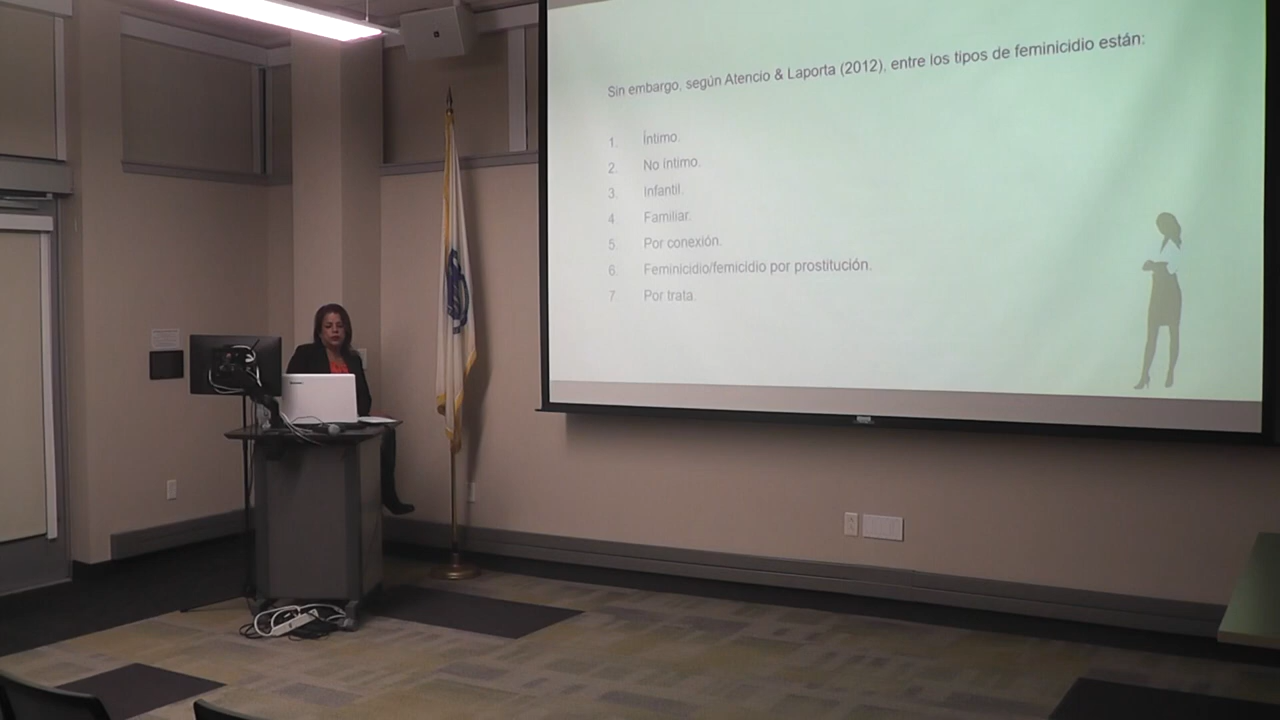 Sin embargo, según Atencio & Laporta (2012), entre los tipos de feminicidio están:
1. Íntimo.
2. No íntimo.
3. Infantil.
4. Familiar.
5. Por conexión.
6. Feminicidio/femicidio por prostitución.
7. Por trata.